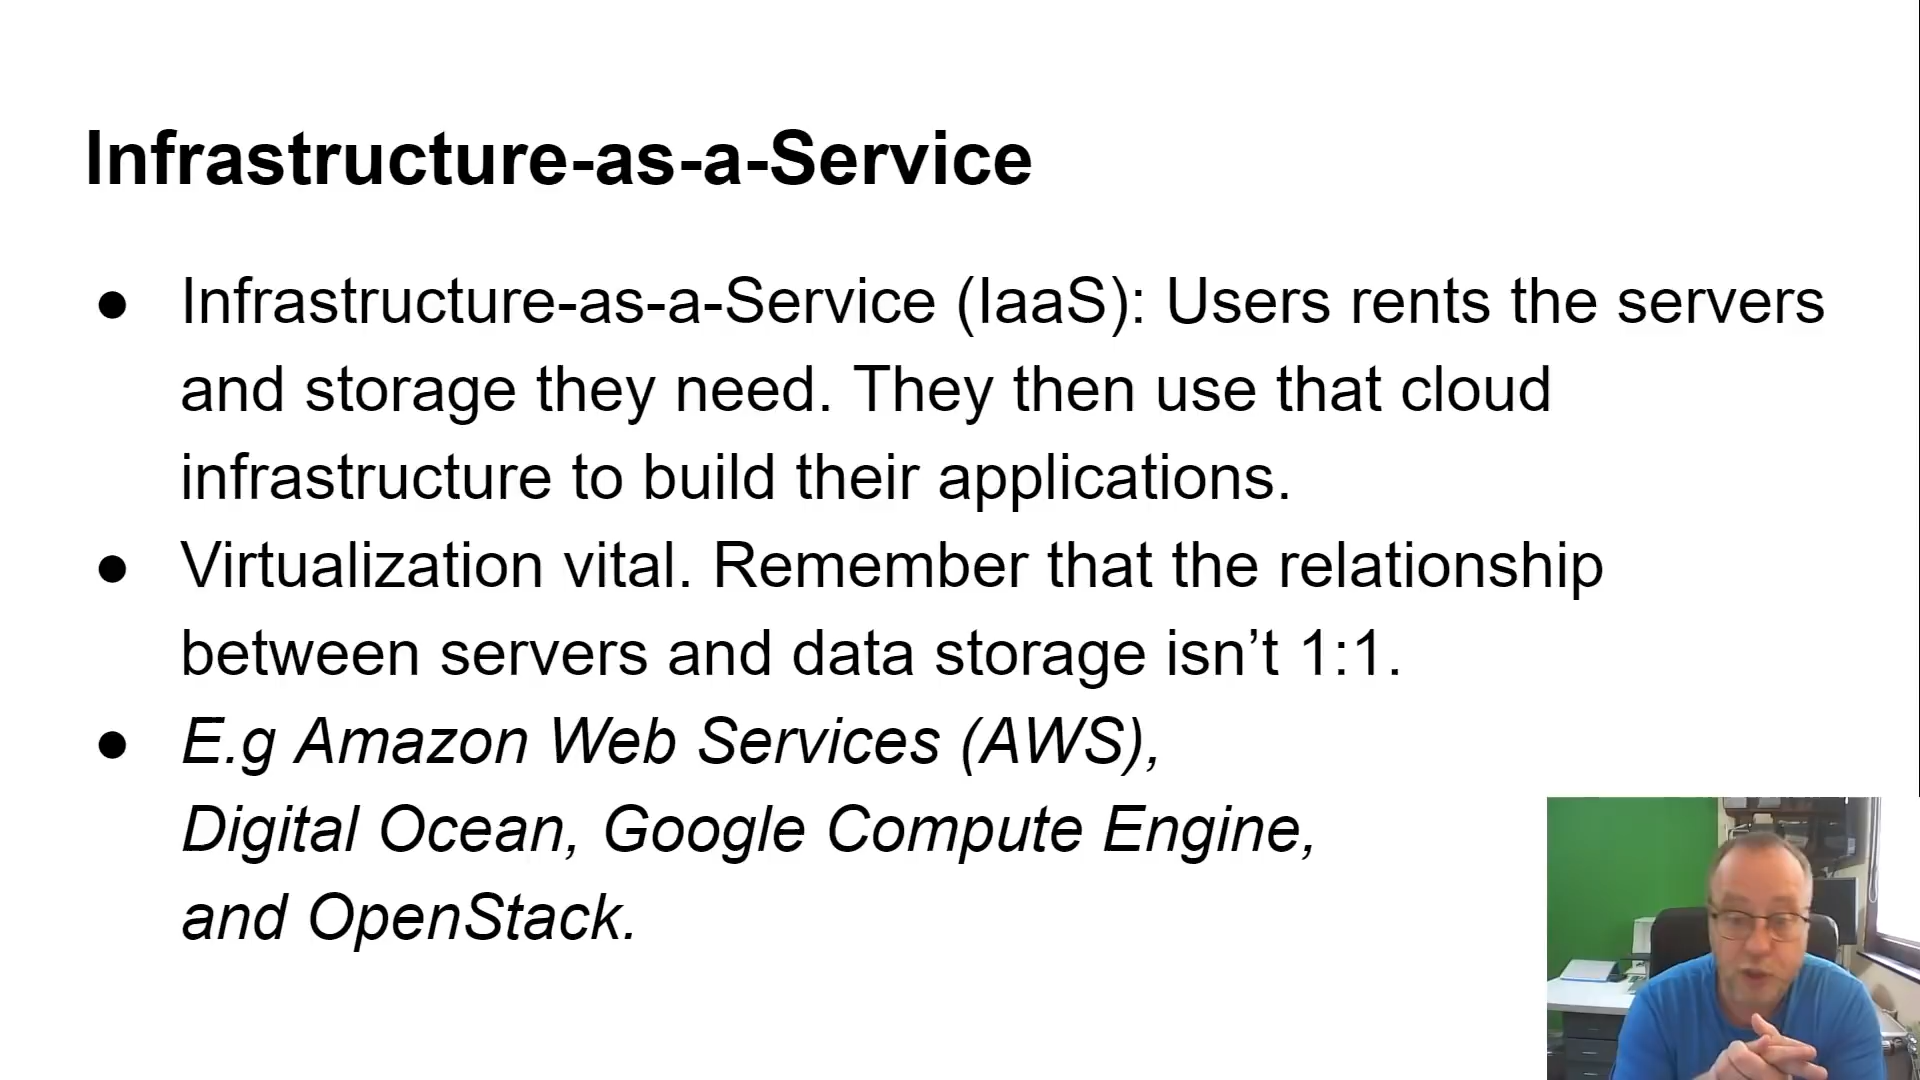 Infrastructure-as-a-Service
● Infrastructure-as-a-Service (IaaS): Users rents the servers
and storage they need. They then use that cloud
infrastructure to build their applications.
● Virtualization vital. Remember that the relationship
between servers and data storage isn’t 1:1.
● E.g Amazon Web Services (AWS),
Digital Ocean, Google Compute Engine,
and OpenStack.